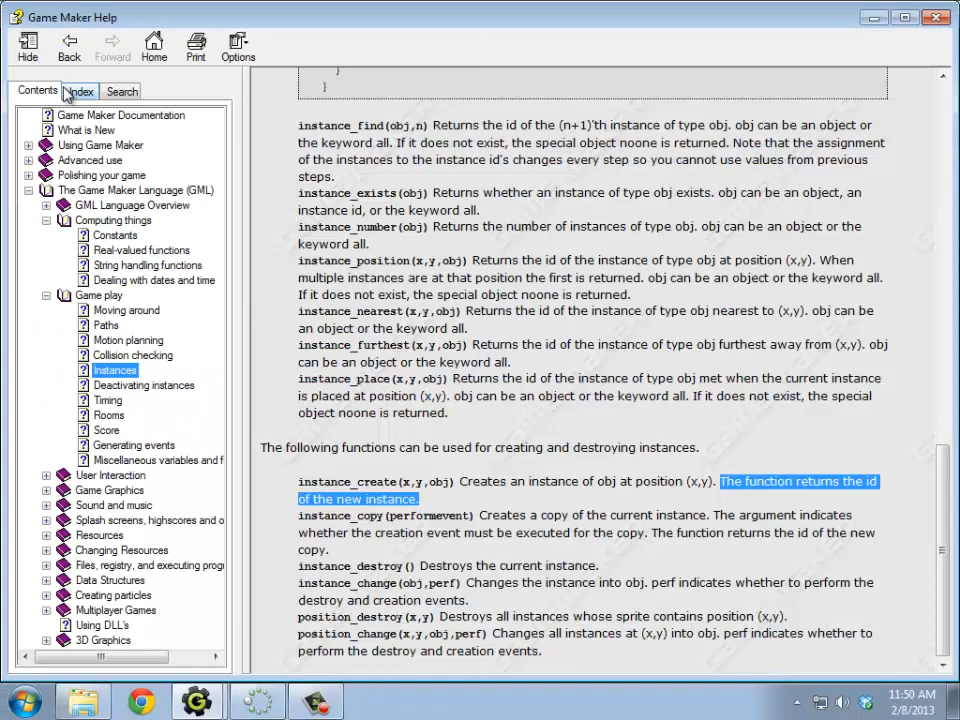 Game Maker Help
Hide Back Forward Home Print Options
Contents Index Search
Game Maker Documentation
What is New
Using Game Maker
Advanced use
Polishing your game
The Game Maker Language (GML)
GML Language Overview
Computing things
Constants
Real-valued functions
String handling functions
Dealing with dates and time
Game play
Moving around
Paths
Motion planning
Collision checking
Instances
Deactivating instances
Timing
Rooms
Score
Generating events
Miscellaneous variables and f
User Interaction
Game Graphics
Sound and music
Splash screens, highscores and o
Resources
Changing Resources
Files, registry, and executing progr
Data Structures
Creating particles
Multiplayer Games
Using DLL's
3D Graphics
}
}
instance_find(obj,n) Returns the id of the (n+1)'th instance of type obj. obj can be an object or
the keyword all. If it does not exist, the special object noone is returned. Note that the assignment
of the instances to the instance id's changes every step so you cannot use values from previous
steps.
instance_exists(obj) Returns whether an instance of type obj exists. obj can be an object, an
instance id, or the keyword all.
instance_number(obj) Returns the number of instances of type obj. obj can be an object or the
keyword all.
instance_position(x,y,obj) Returns the id of the instance of type obj at position (x,y). When
multiple instances are at that position the first is returned. obj can be an object or the keyword all.
If it does not exist, the special object noone is returned.
instance_nearest(x,y,obj) Returns the id of the instance of type obj nearest to (x,y). obj can be
an object or the keyword all.
instance_furthest(x,y,obj) Returns the id of the instance of type obj furthest away from (x,y). obj
can be an object or the keyword all.
instance_place(x,y,obj) Returns the id of the instance of type obj met when the current instance
is placed at position (x,y). obj can be an object or the keyword all. If it does not exist, the special
object noone is returned.
The following functions can be used for creating and destroying instances.
instance_create(x,y,obj) Creates an instance of obj at position (x,y). The function returns the id
of the new instance.
instance_copy(performevent) Creates a copy of the current instance. The argument indicates
whether the creation event must be executed for the copy. The function returns the id of the new
copy.
instance_destroy() Destroys the current instance.
instance_change(obj,perf) Changes the instance into obj. perf indicates whether to perform the
destroy and creation events.
position_destroy(x,y) Destroys all instances whose sprite contains position (x,y).
position_change(x,y,obj,perf) Changes all instances at (x,y) into obj. perf indicates whether to
perform the destroy and creation events.
11:50 AM
2/8/2013